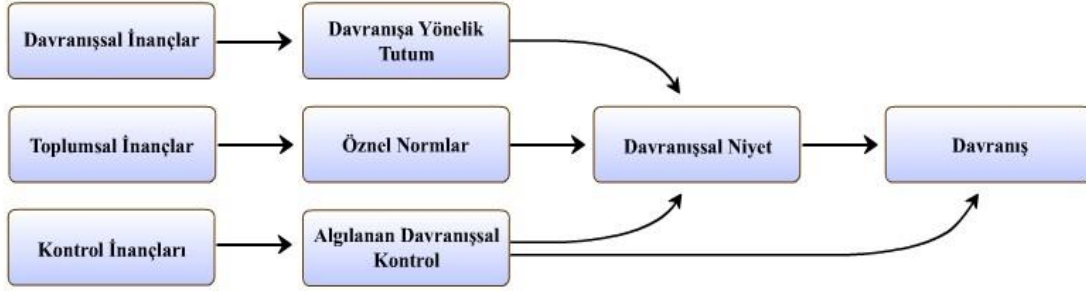 Davranışsal İnançlar
Davranışa Yönelik
Tutum
Toplumsal İnançlar
Öznel Normlar
Davranışsal Niyet
Davranış
Kontrol İnançları
Algılanan Davranışsal
Kontrol